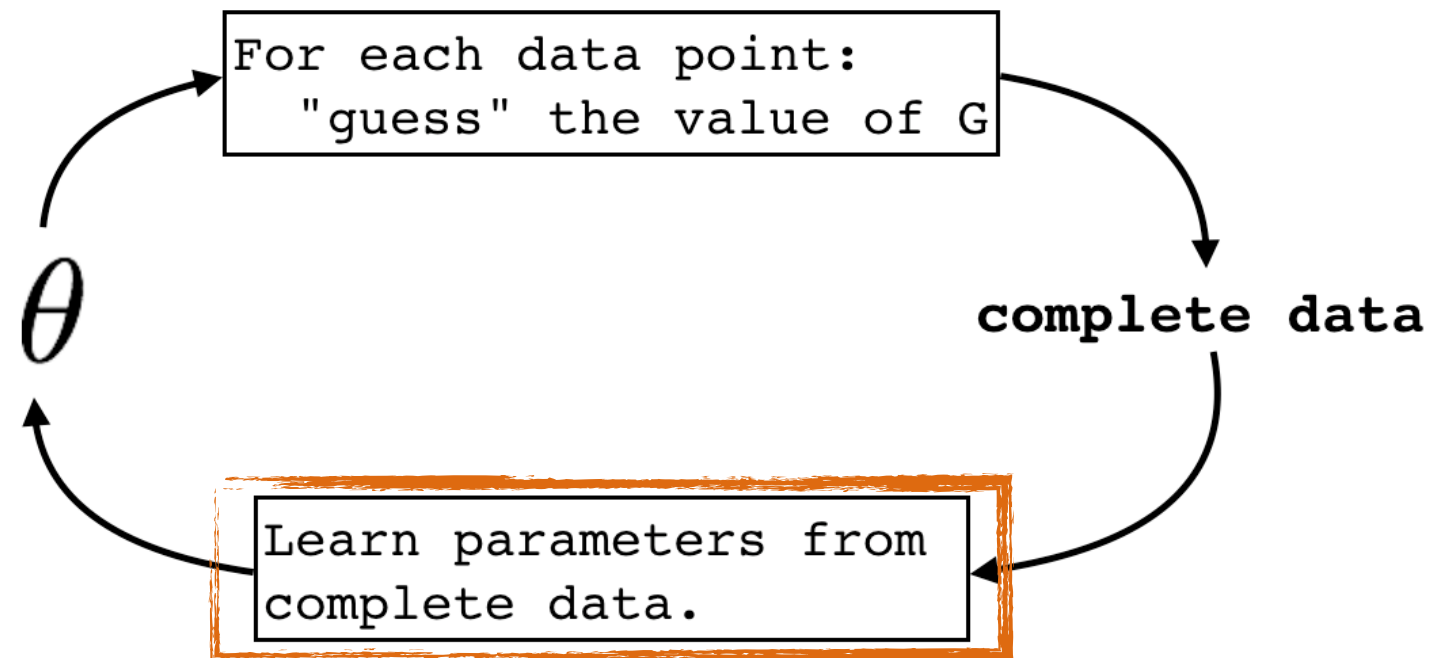 For each data point:
"guess" the value of G
θ
complete data
Learn parameters from
complete data.